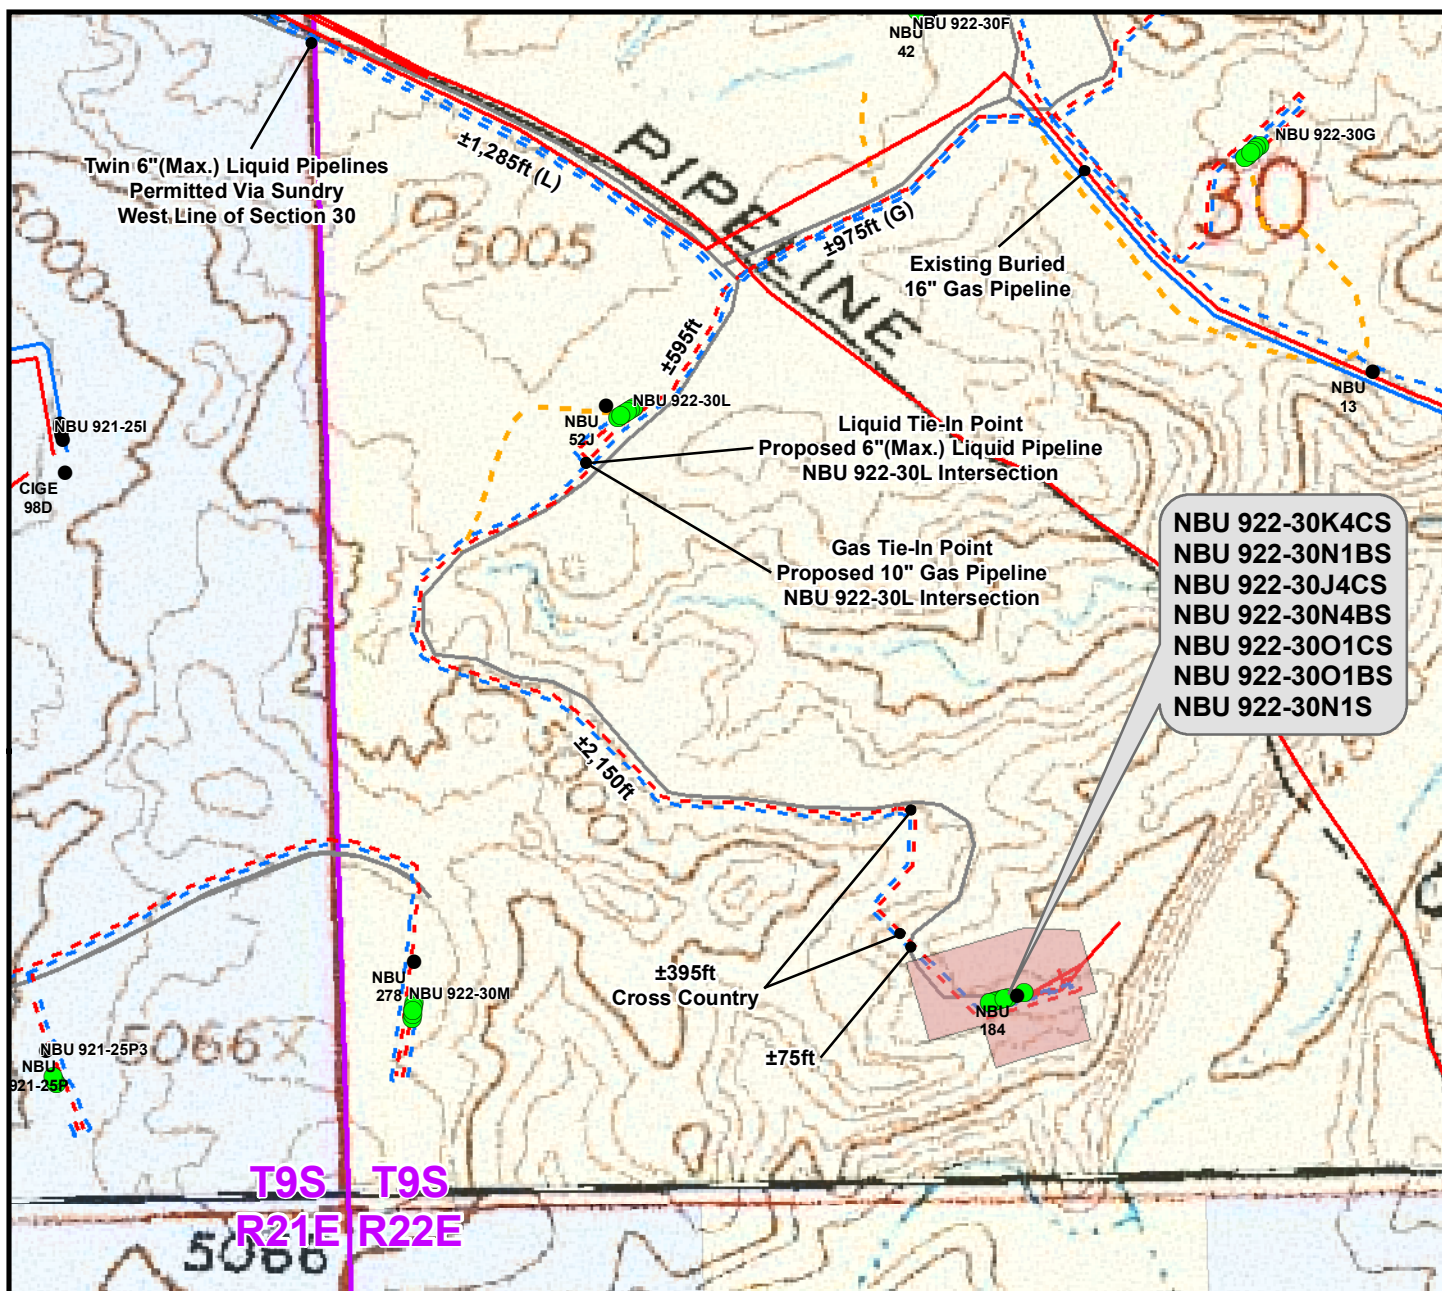 NBU 922-30F
NBU
42
NBU 922-30G
30
Twin 6"(Max.) Liquid Pipelines
Permitted Via Sundry
West Line of Section 30
±1,285ft (L)
PIPELINE
5005
±975ft (G)
Existing Buried
16" Gas Pipeline
±595ft
NBU
13
NBU 922-30L
NBU
52J
NBU 921-25I
CIGE
98D
Liquid Tie-In Point
Proposed 6"(Max.) Liquid Pipeline
NBU 922-30L Intersection
Gas Tie-In Point
Proposed 10" Gas Pipeline
NBU 922-30L Intersection
NBU 922-30K4CS
NBU 922-30N1BS
NBU 922-30J4CS
NBU 922-30N4BS
NBU 922-30O1CS
NBU 922-30O1BS
NBU 922-30N1S
±2,150ft
±395ft
Cross Country
±75ft
NBU
184
NBU
278
NBU 922-30M
5066X
NBU 921-25P3
NBU
921-25P
T9S T9S
R21E R22E
5066